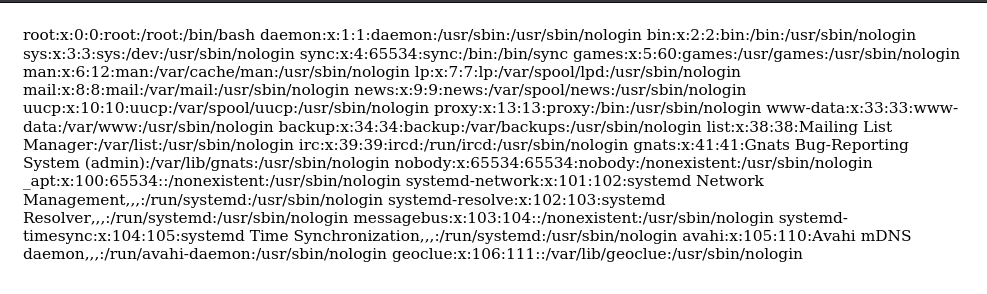 root:x:0:0:root:/root:/bin/bash daemon:x:1:1:daemon:/usr/sbin:/usr/sbin/nologin bin:x:2:2:bin:/bin:/usr/sbin/nologin
sys:x:3:3:sys:/dev:/usr/sbin/nologin sync:x:4:65534:sync:/bin:/bin/sync games:x:5:60:games:/usr/games:/usr/sbin/nologin
man:x:6:12:man:/var/cache/man:/usr/sbin/nologin lp:x:7:7:lp:/var/spool/lpd:/usr/sbin/nologin
mail:x:8:8:mail:/var/mail:/usr/sbin/nologin news:x:9:9:news:/var/spool/news:/usr/sbin/nologin
uucp:x:10:10:uucp:/var/spool/uucp:/usr/sbin/nologin proxy:x:13:13:proxy:/bin:/usr/sbin/nologin www-data:x:33:33:www-
data:/var/www:/usr/sbin/nologin backup:x:34:34:backup:/var/backups:/usr/sbin/nologin list:x:38:38:Mailing List
Manager:/var/list:/usr/sbin/nologin irc:x:39:39:ircd:/run/ircd:/usr/sbin/nologin gnats:x:41:41:Gnats Bug-Reporting
System (admin):/var/lib/gnats:/usr/sbin/nologin nobody:x:65534:65534:nobody:/nonexistent:/usr/sbin/nologin
_apt:x:100:65534::/nonexistent:/usr/sbin/nologin systemd-network:x:101:102:systemd Network
Management,,,:/run/systemd:/usr/sbin/nologin systemd-resolve:x:102:103:systemd
Resolver,,,:/run/systemd:/usr/sbin/nologin messagebus:x:103:104::/nonexistent:/usr/sbin/nologin systemd-
timesync:x:104:105:systemd Time Synchronization,,,:/run/systemd:/usr/sbin/nologin avahi:x:105:110:Avahi mDNS
daemon,,,:/run/avahi-daemon:/usr/sbin/nologin geoclue:x:106:111::/var/lib/geoclue:/usr/sbin/nologin